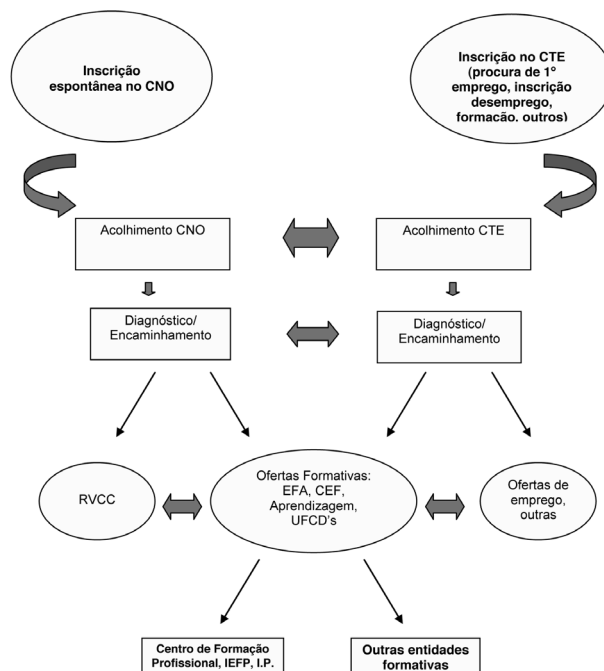 Inscrição
espontânea no CNO
Inscrição no CTE
(procura de 1º
emprego, inscrição
desemprego,
formação, outros)
Acolhimento CNO
Acolhimento CTE
Diagnóstico/
Encaminhamento
Diagnóstico/
Encaminhamento
RVCC
Ofertas Formativas:
EFA, CEF,
Aprendizagem,
UFCD's
Ofertas de
emprego,
outras
Centro de Formação
Profissional, IEFP, I.P.
Outras entidades
formativas